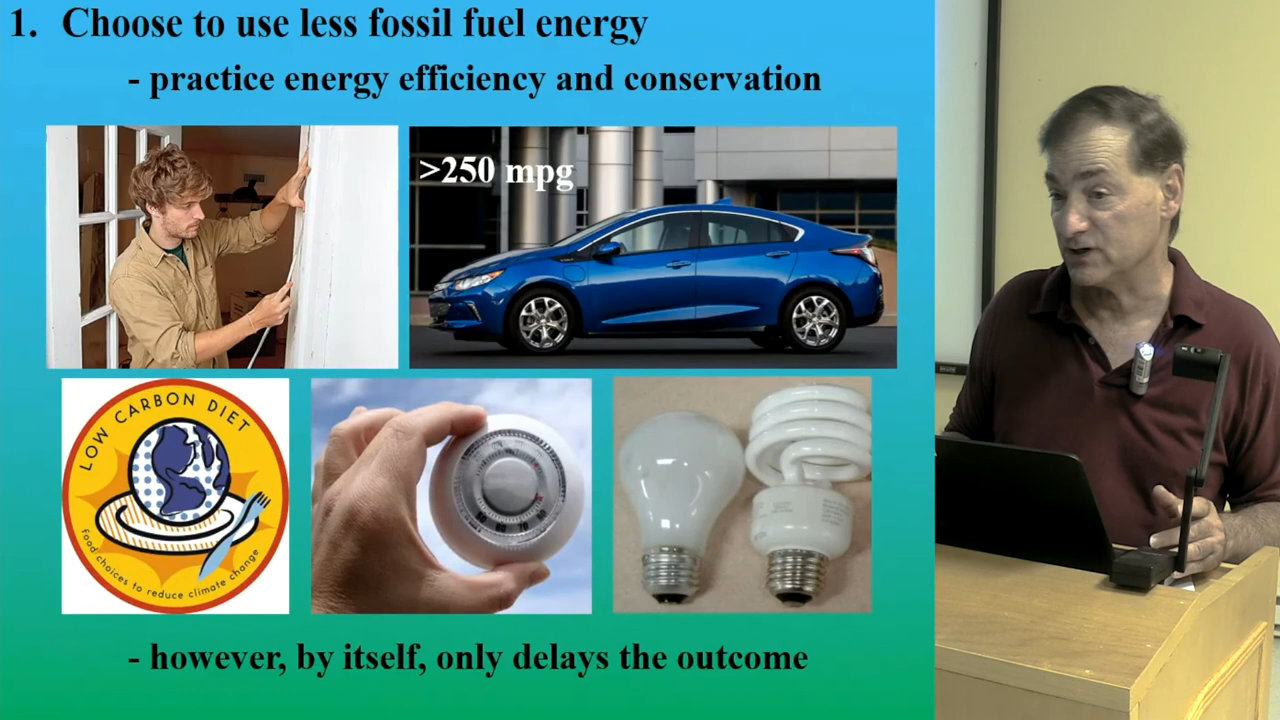 1. Choose to use less fossil fuel energy
- practice energy efficiency and conservation
>250 mpg
LOW CARBON DIET
food choices to reduce climate change
- however, by itself, only delays the outcome